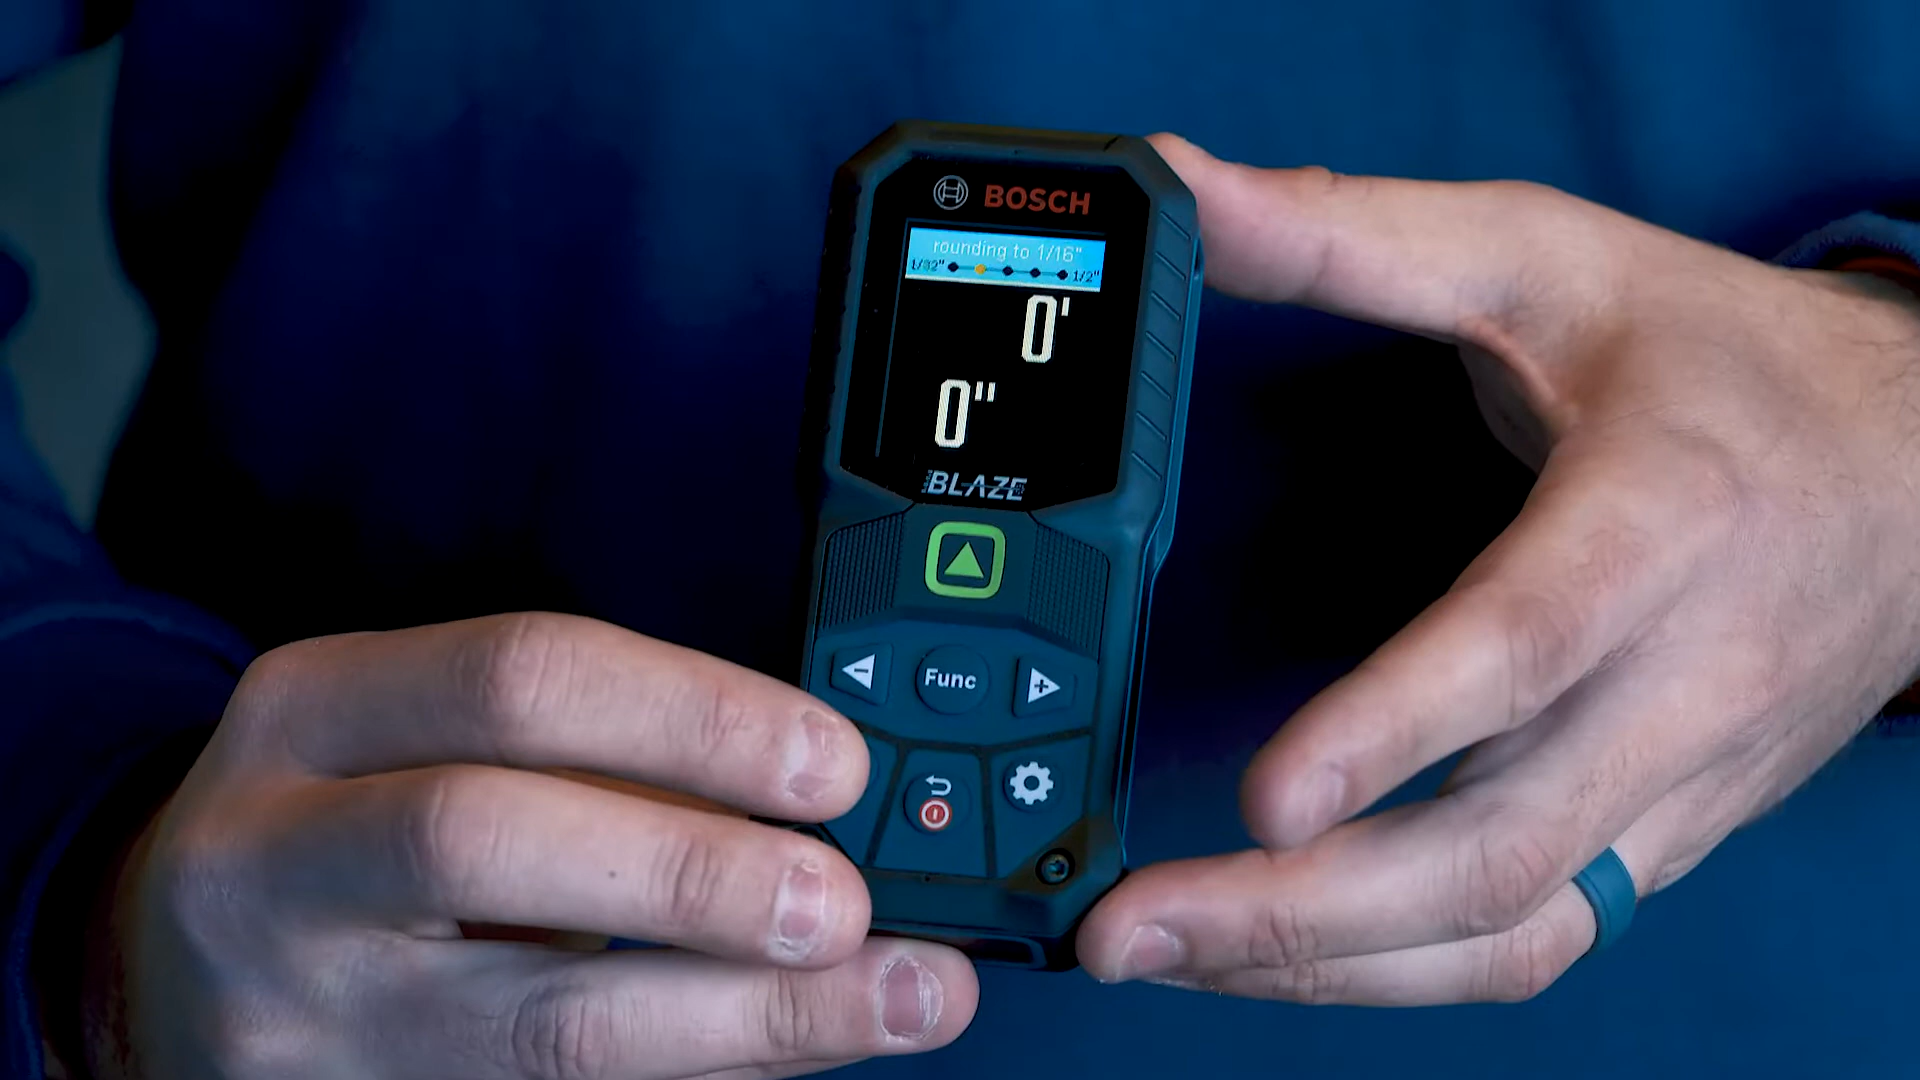 BOSCH
rounding to 1/16"
1/32" 1/2"
0'
0"
BLAZE
- Func +